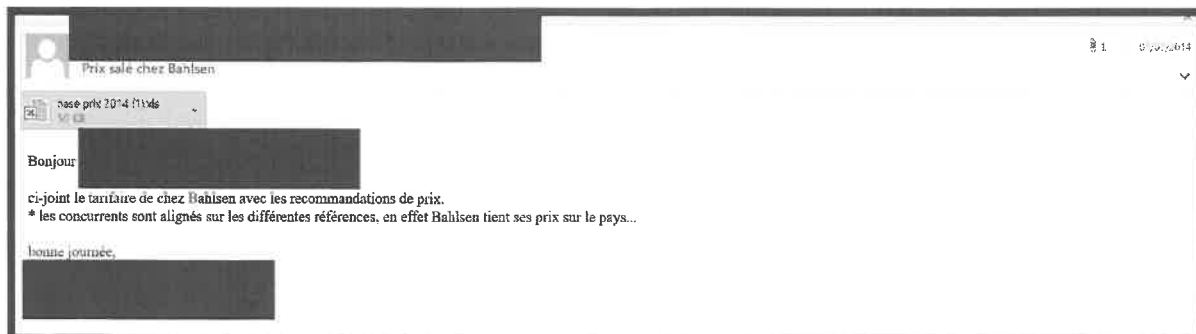 1
Prix salé chez Bahlsen
base prix 2014 (1).xls
Bonjour
ci-joint le tarifaire de chez Bahlsen avec les recommandations de prix.
* les concurrents sont alignés sur les différentes références, en effet Bahlsen tient ses prix sur le pays...
bonne journée,